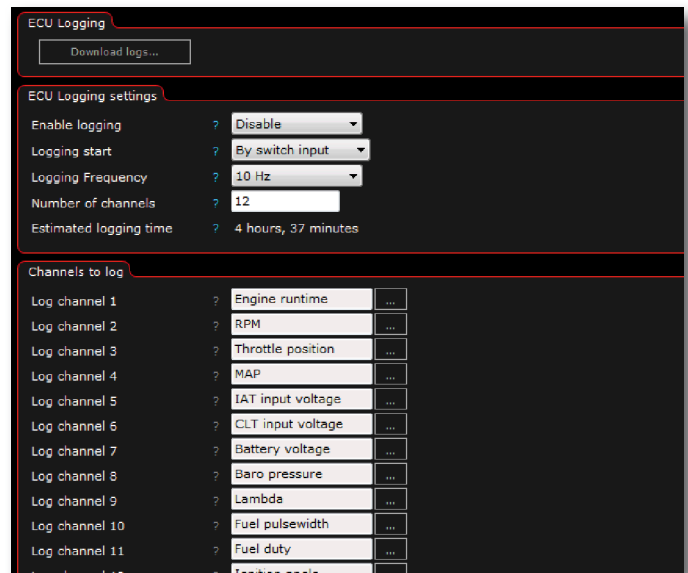 ECU Logging
Download logs...
ECU Logging settings
Enable logging ? Disable
Logging start ? By switch input
Logging Frequency ? 10 Hz
Number of channels ? 12
Estimated logging time ? 4 hours, 37 minutes
Channels to log
Log channel 1 ? Engine runtime ...
Log channel 2 ? RPM ...
Log channel 3 ? Throttle position ...
Log channel 4 ? MAP ...
Log channel 5 ? IAT input voltage ...
Log channel 6 ? CLT input voltage ...
Log channel 7 ? Battery voltage ...
Log channel 8 ? Baro pressure ...
Log channel 9 ? Lambda ...
Log channel 10 ? Fuel pulsewidth ...
Log channel 11 ? Fuel duty ...